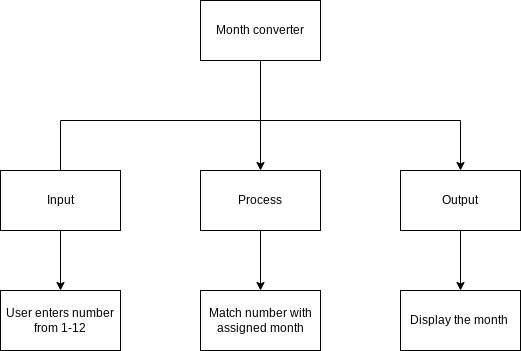 Month converter
Input
Process
Output
User enters number
from 1-12
Match number with
assigned month
Display the month